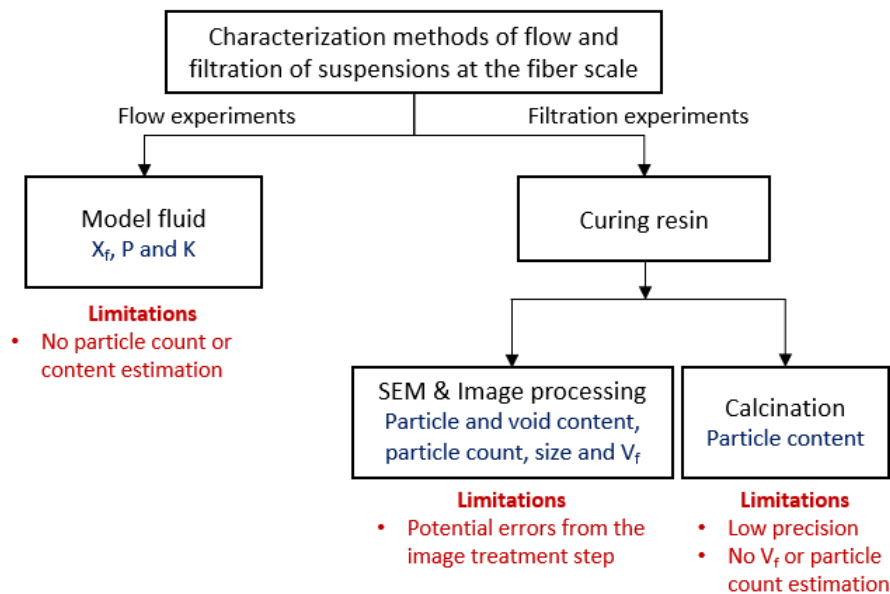 Characterization methods of flow and
filtration of suspensions at the fiber scale
Flow experiments
Filtration experiments
Model fluid
Xf, P and K
Curing resin
Limitations
• No particle count or
content estimation
SEM & Image processing
Particle and void content,
particle count, size and Vf
Calcination
Particle content
Limitations
• Potential errors from the
image treatment step
Limitations
• Low precision
• No Vf or particle
count estimation